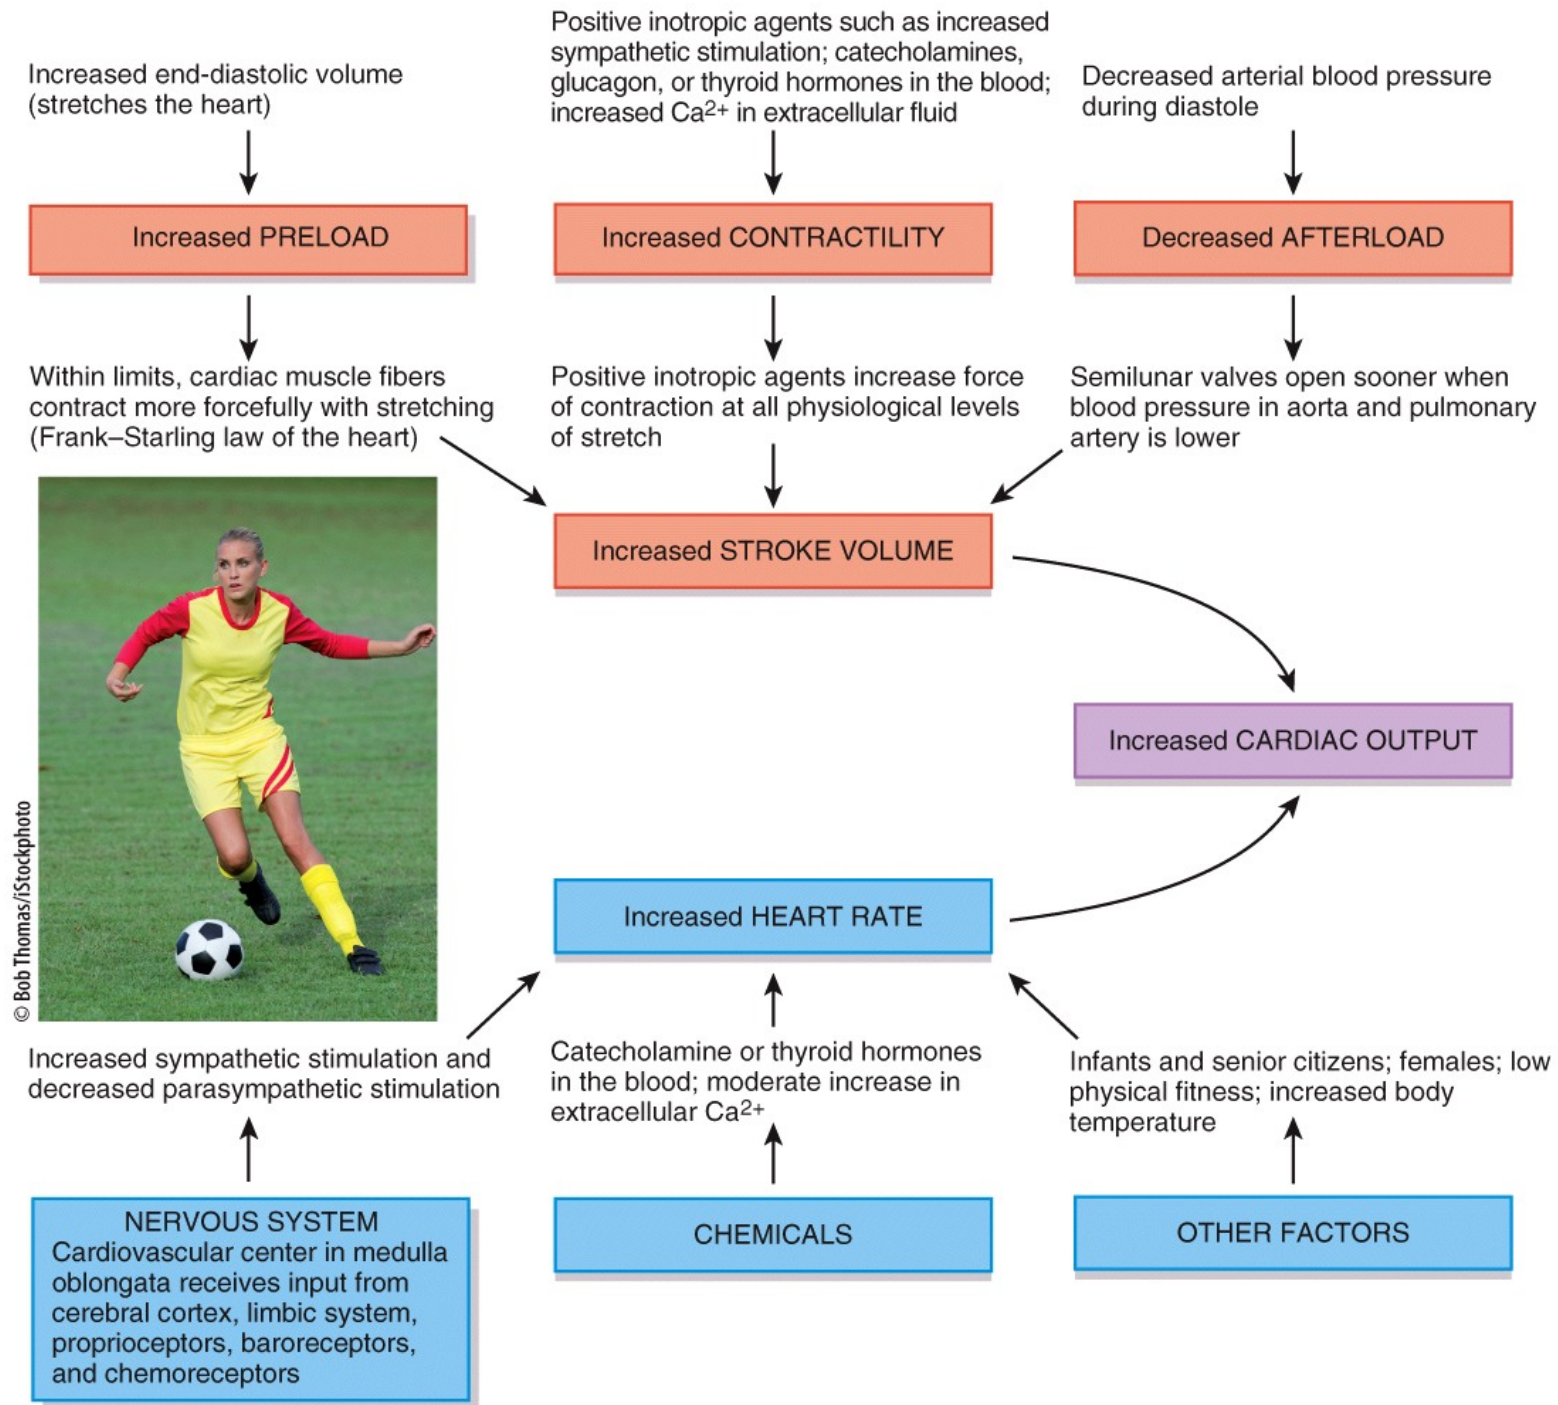 Positive inotropic agents such as increased
sympathetic stimulation; catecholamines,
glucagon, or thyroid hormones in the blood;
increased Ca2+ in extracellular fluid
Increased end-diastolic volume
(stretches the heart)
Decreased arterial blood pressure
during diastole
Increased PRELOAD
Increased CONTRACTILITY
Decreased AFTERLOAD
Within limits, cardiac muscle fibers
contract more forcefully with stretching
(Frank–Starling law of the heart)
Positive inotropic agents increase force
of contraction at all physiological levels
of stretch
Semilunar valves open sooner when
blood pressure in aorta and pulmonary
artery is lower
Increased STROKE VOLUME
Increased CARDIAC OUTPUT
© Bob Thomas/iStockphoto
Increased HEART RATE
Increased sympathetic stimulation and
decreased parasympathetic stimulation
Catecholamine or thyroid hormones
in the blood; moderate increase in
extracellular Ca2+
Infants and senior citizens; females; low
physical fitness; increased body
temperature
NERVOUS SYSTEM
Cardiovascular center in medulla
oblongata receives input from
cerebral cortex, limbic system,
proprioceptors, baroreceptors,
and chemoreceptors
CHEMICALS
OTHER FACTORS